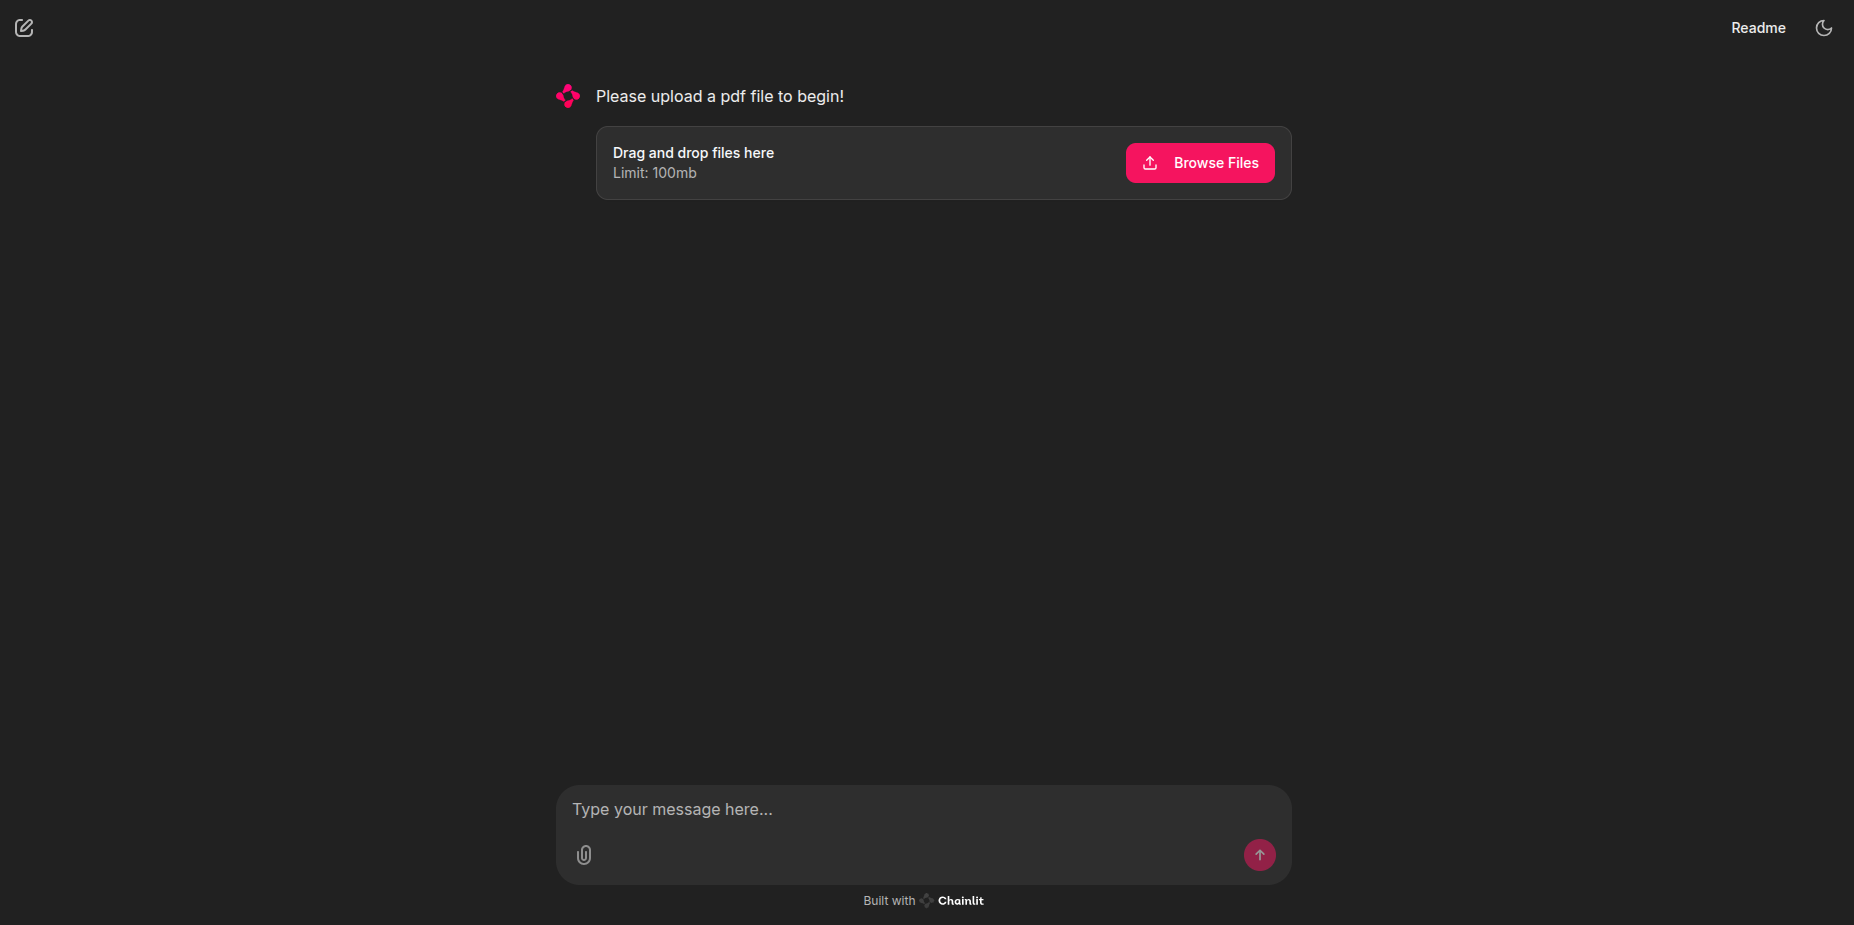 Readme
Please upload a pdf file to begin!
Drag and drop files here
Limit: 100mb
Browse Files
Type your message here...
Built with Chainlit